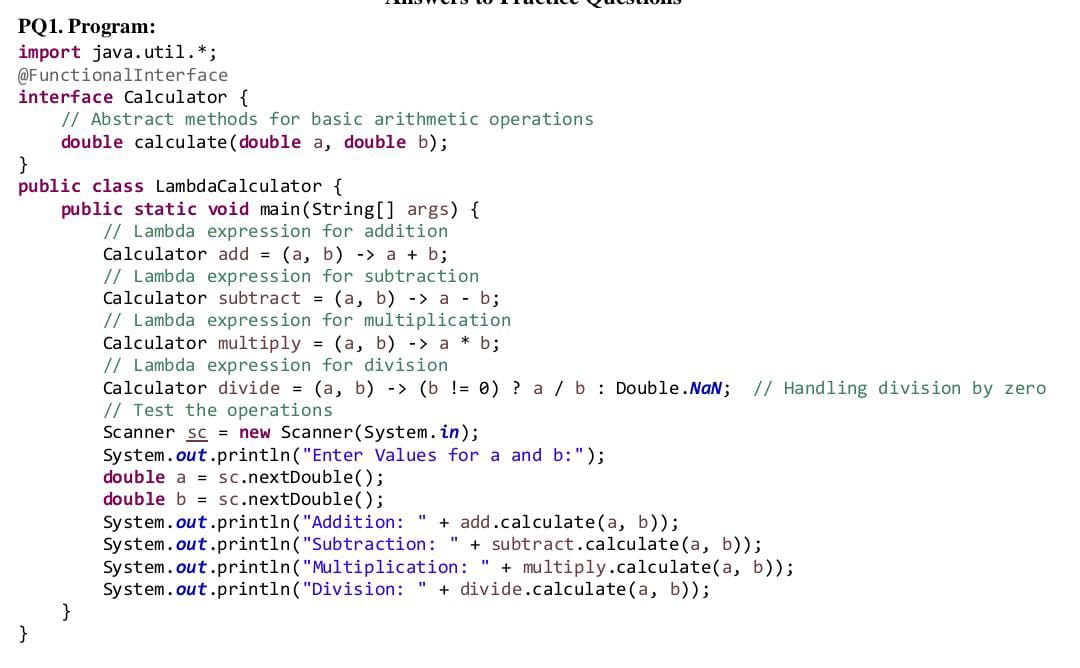 Answers to Practice Questions
PQ1. Program:
import java.util.*;
@FunctionalInterface
interface Calculator {
    // Abstract methods for basic arithmetic operations
    double calculate(double a, double b);
}
public class LambdaCalculator {
    public static void main(String[] args) {
        // Lambda expression for addition
        Calculator add = (a, b) -> a + b;
        // Lambda expression for subtraction
        Calculator subtract = (a, b) -> a - b;
        // Lambda expression for multiplication
        Calculator multiply = (a, b) -> a * b;
        // Lambda expression for division
        Calculator divide = (a, b) -> (b != 0) ? a / b : Double.NaN;  // Handling division by zero
        // Test the operations
        Scanner sc = new Scanner(System.in);
        System.out.println("Enter Values for a and b:");
        double a = sc.nextDouble();
        double b = sc.nextDouble();
        System.out.println("Addition: " + add.calculate(a, b));
        System.out.println("Subtraction: " + subtract.calculate(a, b));
        System.out.println("Multiplication: " + multiply.calculate(a, b));
        System.out.println("Division: " + divide.calculate(a, b));
    }
}